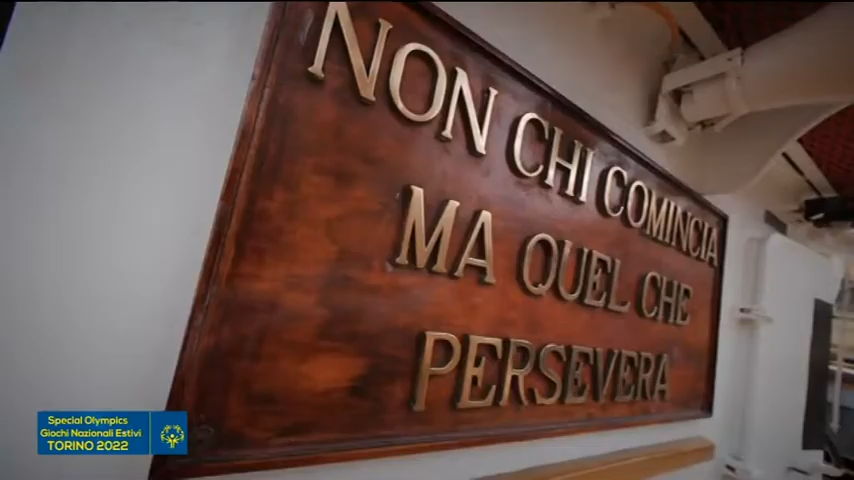 NON CHI COMINCIA
MA QUEL CHE
PERSEVERA
Special Olympics
Giochi Nazionali Estivi
TORINO 2022